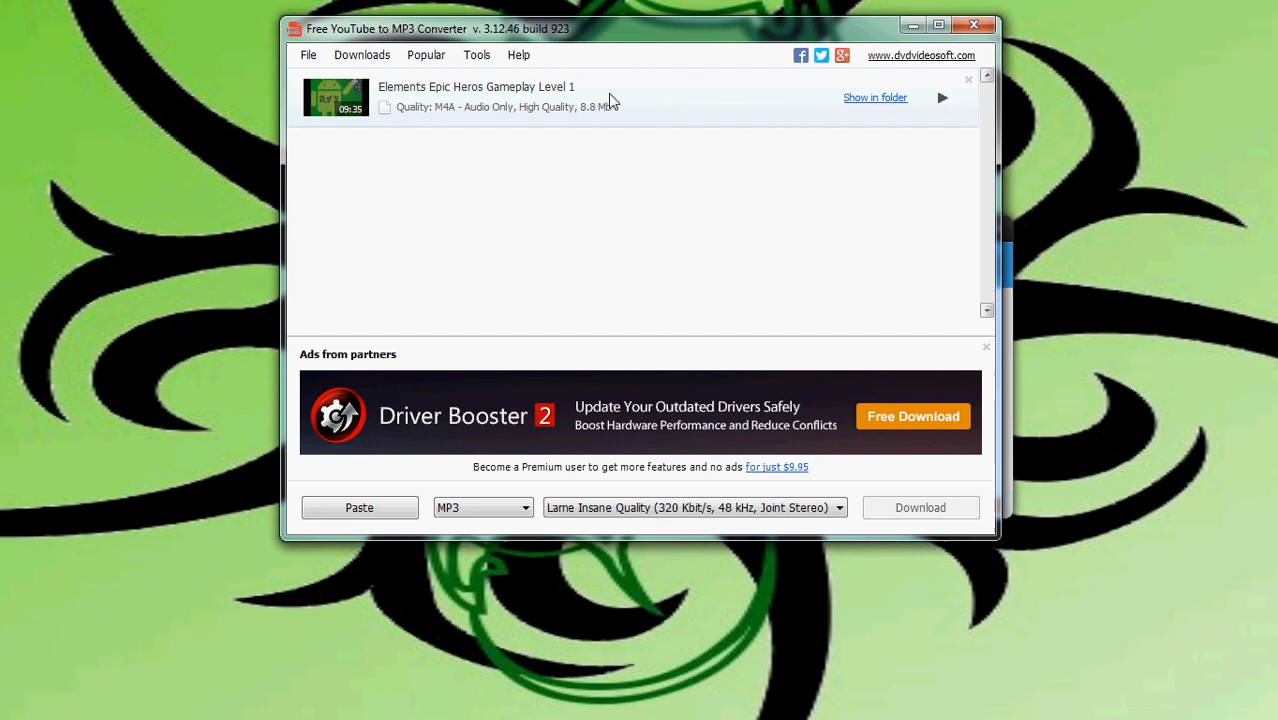 Free YouTube to MP3 Converter v. 3.12.46 build 923
File Downloads Popular Tools Help www.dvdvideosoft.com
Elements Epic Heros Gameplay Level 1
09:35
Quality: M4A - Audio Only, High Quality, 8.8 Mb
Show in folder
Ads from partners
Driver Booster 2
Update Your Outdated Drivers Safely
Boost Hardware Performance and Reduce Conflicts
Free Download
Become a Premium user to get more features and no ads for just $9.95
Paste MP3 Lame Insane Quality (320 Kbit/s, 48 kHz, Joint Stereo) Download